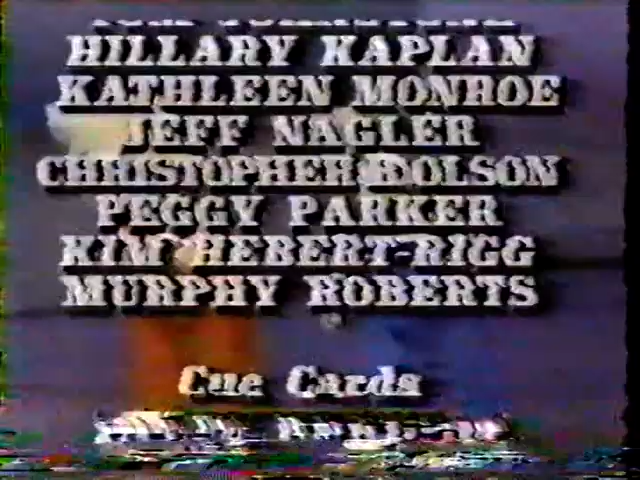 HILLARY KAPLAN
KATHLEEN MONROE
JEFF NAGLER
CHRISTOPHER DOLSON
PEGGY PARKER
KIM HEBERT-RIGG
MURPHY ROBERTS
Cue Cards